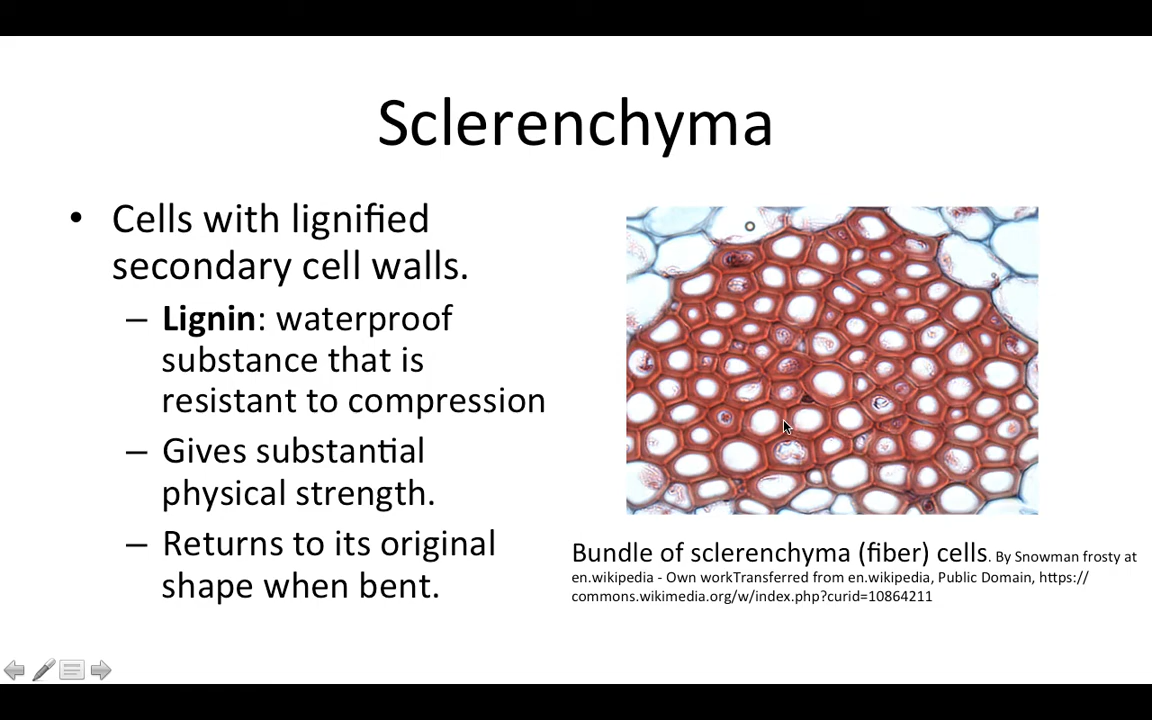 Sclerenchyma
• Cells with lignified
secondary cell walls.
– Lignin: waterproof
substance that is
resistant to compression
– Gives substantial
physical strength.
– Returns to its original
shape when bent.
Bundle of sclerenchyma (fiber) cells. By Snowman frosty at
en.wikipedia - Own workTransferred from en.wikipedia, Public Domain, https://
commons.wikimedia.org/w/index.php?curid=10864211